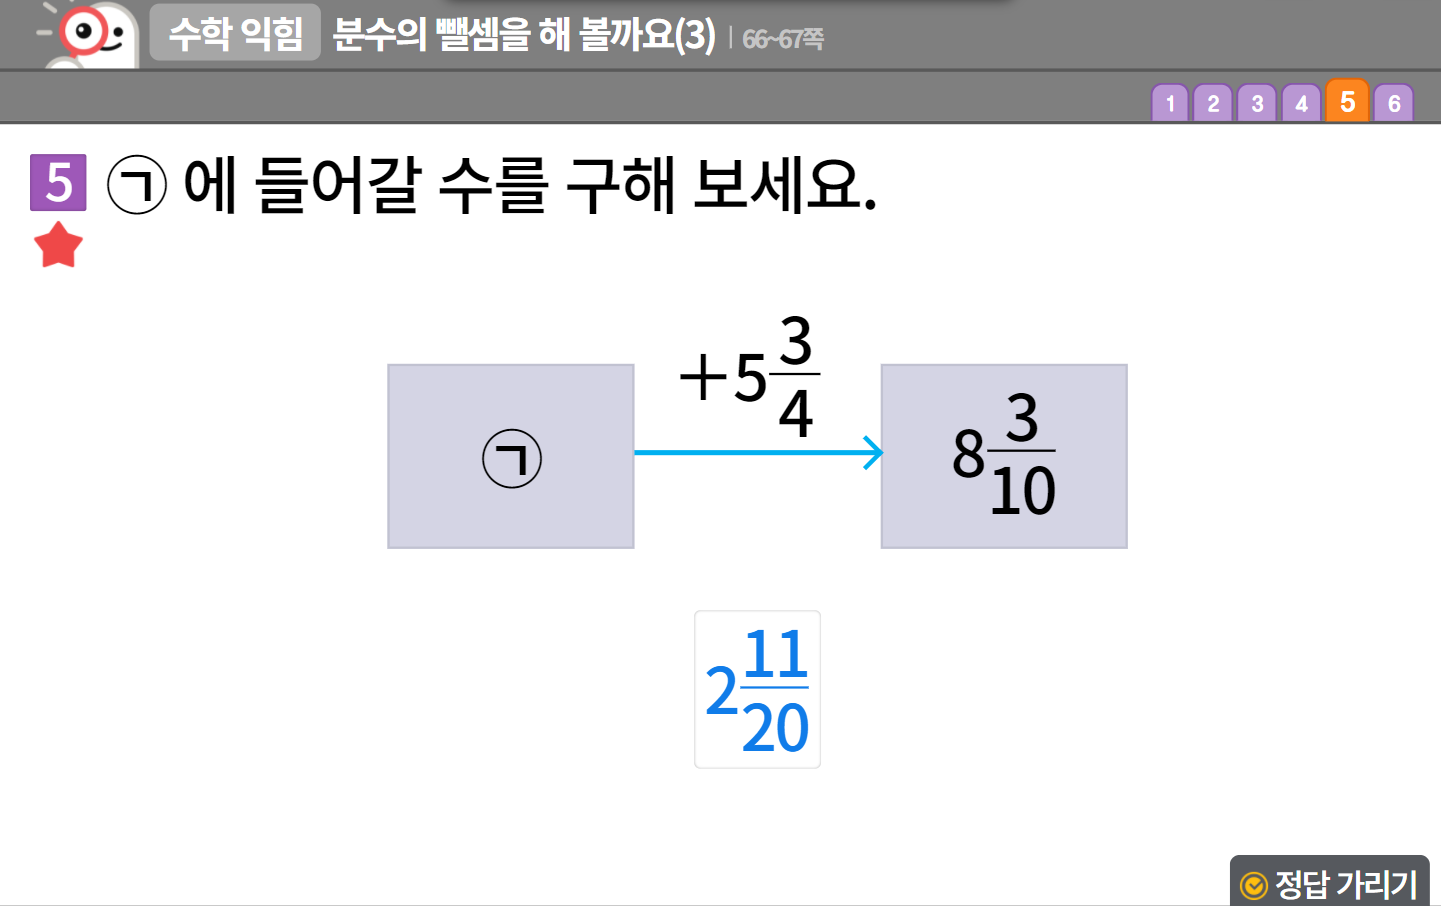 수학 익힘 분수의 뺄셈을 해 볼까요(3) | 66~67쪽
1 2 3 4 5 6
5 ㉠ 에 들어갈 수를 구해 보세요.
+5 3/4
㉠
8 3/10
2 11/20
정답 가리기